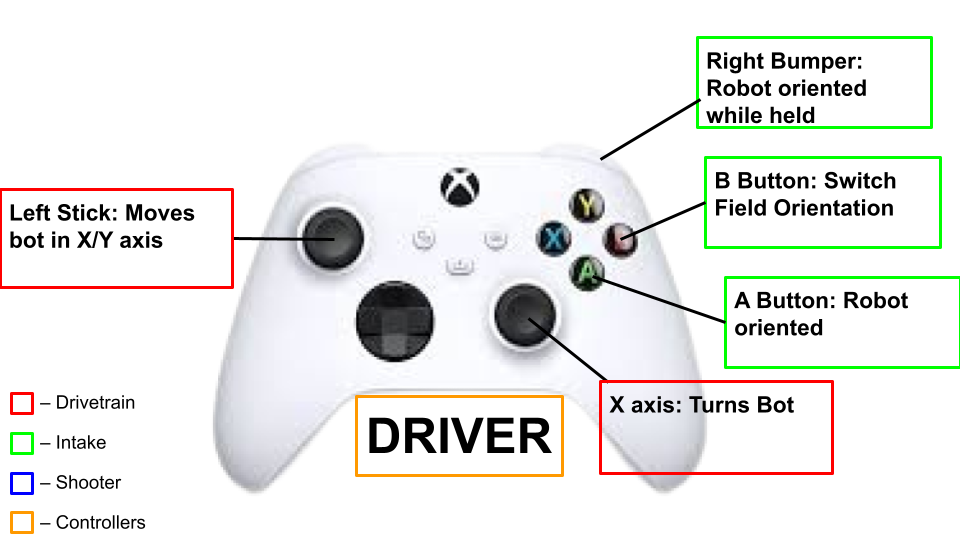 Right Bumper:
Robot oriented
while held
B Button: Switch
Field Orientation
Left Stick: Moves
bot in X/Y axis
Y
X
A
A Button: Robot
oriented
X axis: Turns Bot
DRIVER
– Drivetrain
– Intake
– Shooter
– Controllers